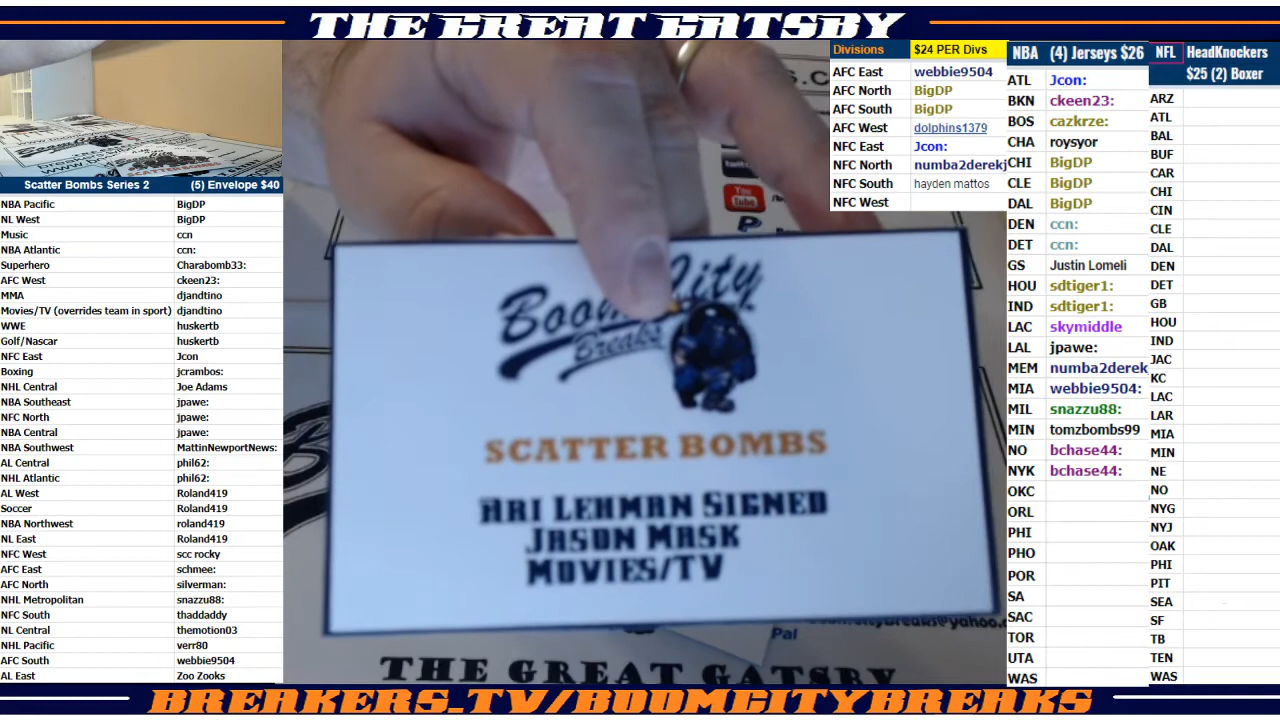 THE GREAT GATSBY
Scatter Bombs Series 2 (5) Envelope $40
NBA Pacific BigDP
NL West BigDP
Music ccn
NBA Atlantic ccn:
Superhero Charabomb33:
AFC West ckeen23:
MMA djandtino
Movies/TV (overrides team in sport) djandtino
WWE huskertb
Golf/Nascar huskertb
NFC East Jcon
Boxing jcrambos:
NHL Central Joe Adams
NBA Southeast jpawe:
NFC North jpawe:
NBA Central jpawe:
NBA Southwest MattinNewportNews:
AL Central phil62:
NHL Atlantic phil62:
AL West Roland419
Soccer Roland419
NBA Northwest roland419
NL East Roland419
NFC West scc rocky
AFC East schmee:
AFC North silverman:
NHL Metropolitan snazzu88:
NFC South thaddaddy
NL Central themotion03
NHL Pacific verr80
AFC South webbie9504
AL East Zoo Zooks
Boom City
Breaks
SCATTER BOMBS
ARI LEHMAN SIGNED
JASON MASK
MOVIES/TV
You
Tube
Pal
THE GREAT GATSBY
Divisions $24 PER Divs
AFC East webbie9504
AFC North BigDP
AFC South BigDP
AFC West dolphins1379
NFC East Jcon:
NFC North numba2derekj
NFC South hayden mattos
NFC West
NBA (4) Jerseys $26
ATL Jcon:
BKN ckeen23:
BOS cazkrze:
CHA roysyor
CHI BigDP
CLE BigDP
DAL BigDP
DEN ccn:
DET ccn:
GS Justin Lomeli
HOU sdtiger1:
IND sdtiger1:
LAC skymiddle
LAL jpawe:
MEM numba2derek
MIA webbie9504:
MIL snazzu88:
MIN tomzbombs99
NO bchase44:
NYK bchase44:
OKC
ORL
PHI
PHO
POR
SA
SAC
TOR
UTA
WAS
NFL HeadKnockers
$25 (2) Boxer
ARZ
ATL
BAL
BUF
CAR
CHI
CIN
CLE
DAL
DEN
DET
GB
HOU
IND
JAC
KC
LAC
LAR
MIA
MIN
NE
NO
NYG
NYJ
OAK
PHI
PIT
SEA
SF
TB
TEN
WAS
BREAKERS.TV/BOOMCITYBREAKS